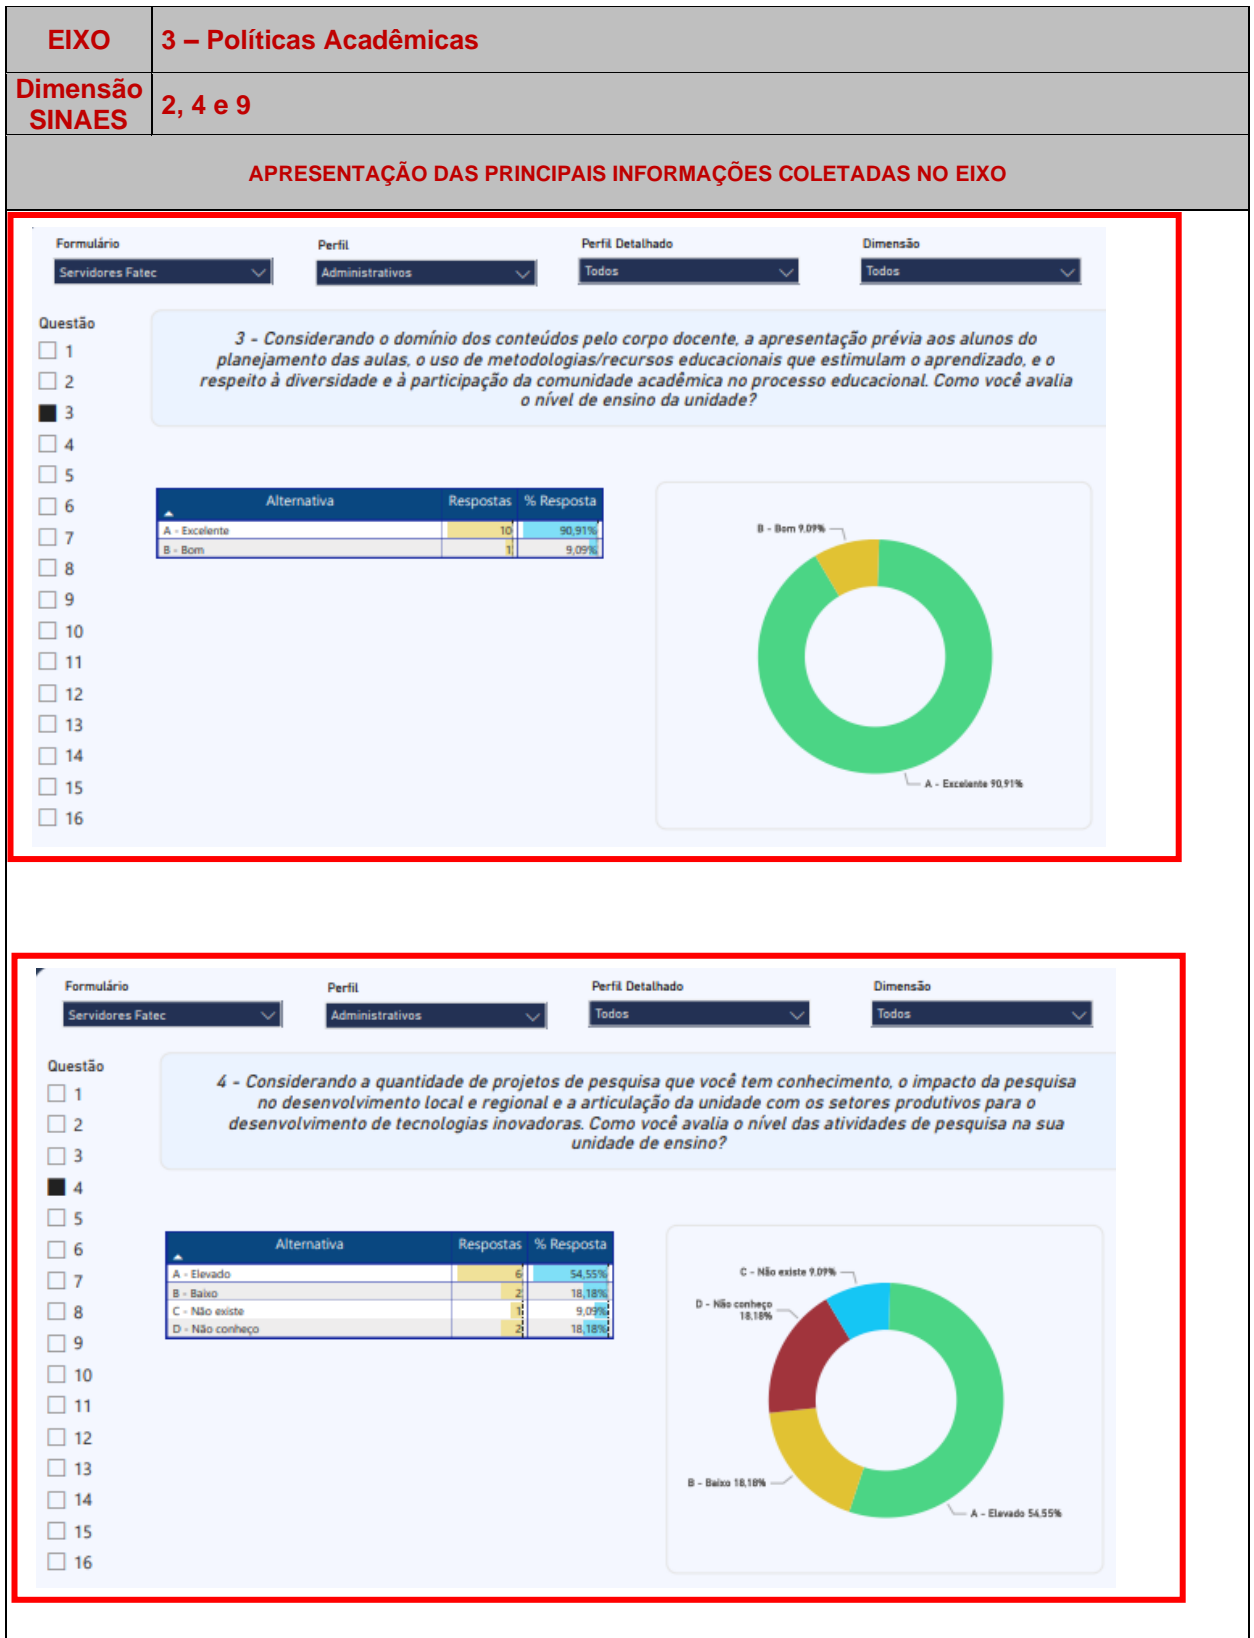 EIXO
3 – Políticas Acadêmicas
Dimensão
SINAES
2, 4 e 9
APRESENTAÇÃO DAS PRINCIPAIS INFORMAÇÕES COLETADAS NO EIXO
Formulário
Perfil
Perfil Detalhado
Dimensão
Servidores Fatec
Administrativos
Todos
Todos
Questão
1
2
3
4
5
6
7
8
9
10
11
12
13
14
15
16
3 - Considerando o domínio dos conteúdos pelo corpo docente, a apresentação prévia aos alunos do
planejamento das aulas, o uso de metodologias/recursos educacionais que estimulam o aprendizado, e o
respeito à diversidade e à participação da comunidade acadêmica no processo educacional. Como você avalia
o nível de ensino da unidade?
Alternativa Respostas % Resposta
A - Excelente 10 90,91%
B - Bom 1 9,09%
B - Bom 9,09%
A - Excelente 90,91%
Formulário
Perfil
Perfil Detalhado
Dimensão
Servidores Fatec
Administrativos
Todos
Todos
Questão
1
2
3
4
5
6
7
8
9
10
11
12
13
14
15
16
4 - Considerando a quantidade de projetos de pesquisa que você tem conhecimento, o impacto da pesquisa
no desenvolvimento local e regional e a articulação da unidade com os setores produtivos para o
desenvolvimento de tecnologias inovadoras. Como você avalia o nível das atividades de pesquisa na sua
unidade de ensino?
Alternativa Respostas % Resposta
A - Elevado 6 54,55%
B - Baixo 2 18,18%
C - Não existe 1 9,09%
D - Não conheço 2 18,18%
C - Não existe 9,09%
D - Não conheço
18,18%
B - Baixo 18,18%
A - Elevado 54,55%